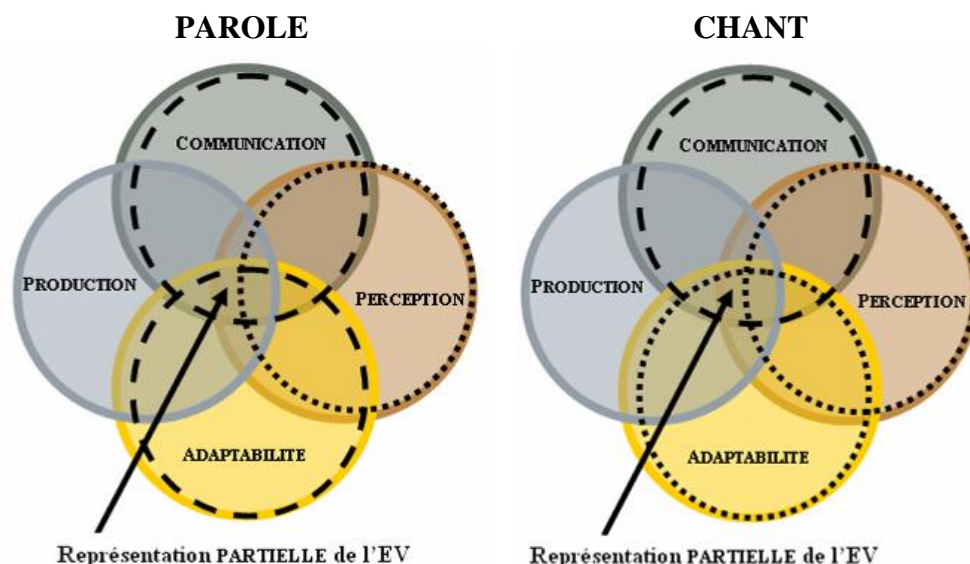 PAROLE
COMMUNICATION
PRODUCTION
PERCEPTION
ADAPTABILITE
Représentation PARTIELLE de l'EV
CHANT
COMMUNICATION
PRODUCTION
PERCEPTION
ADAPTABILITE
Représentation PARTIELLE de l'EV